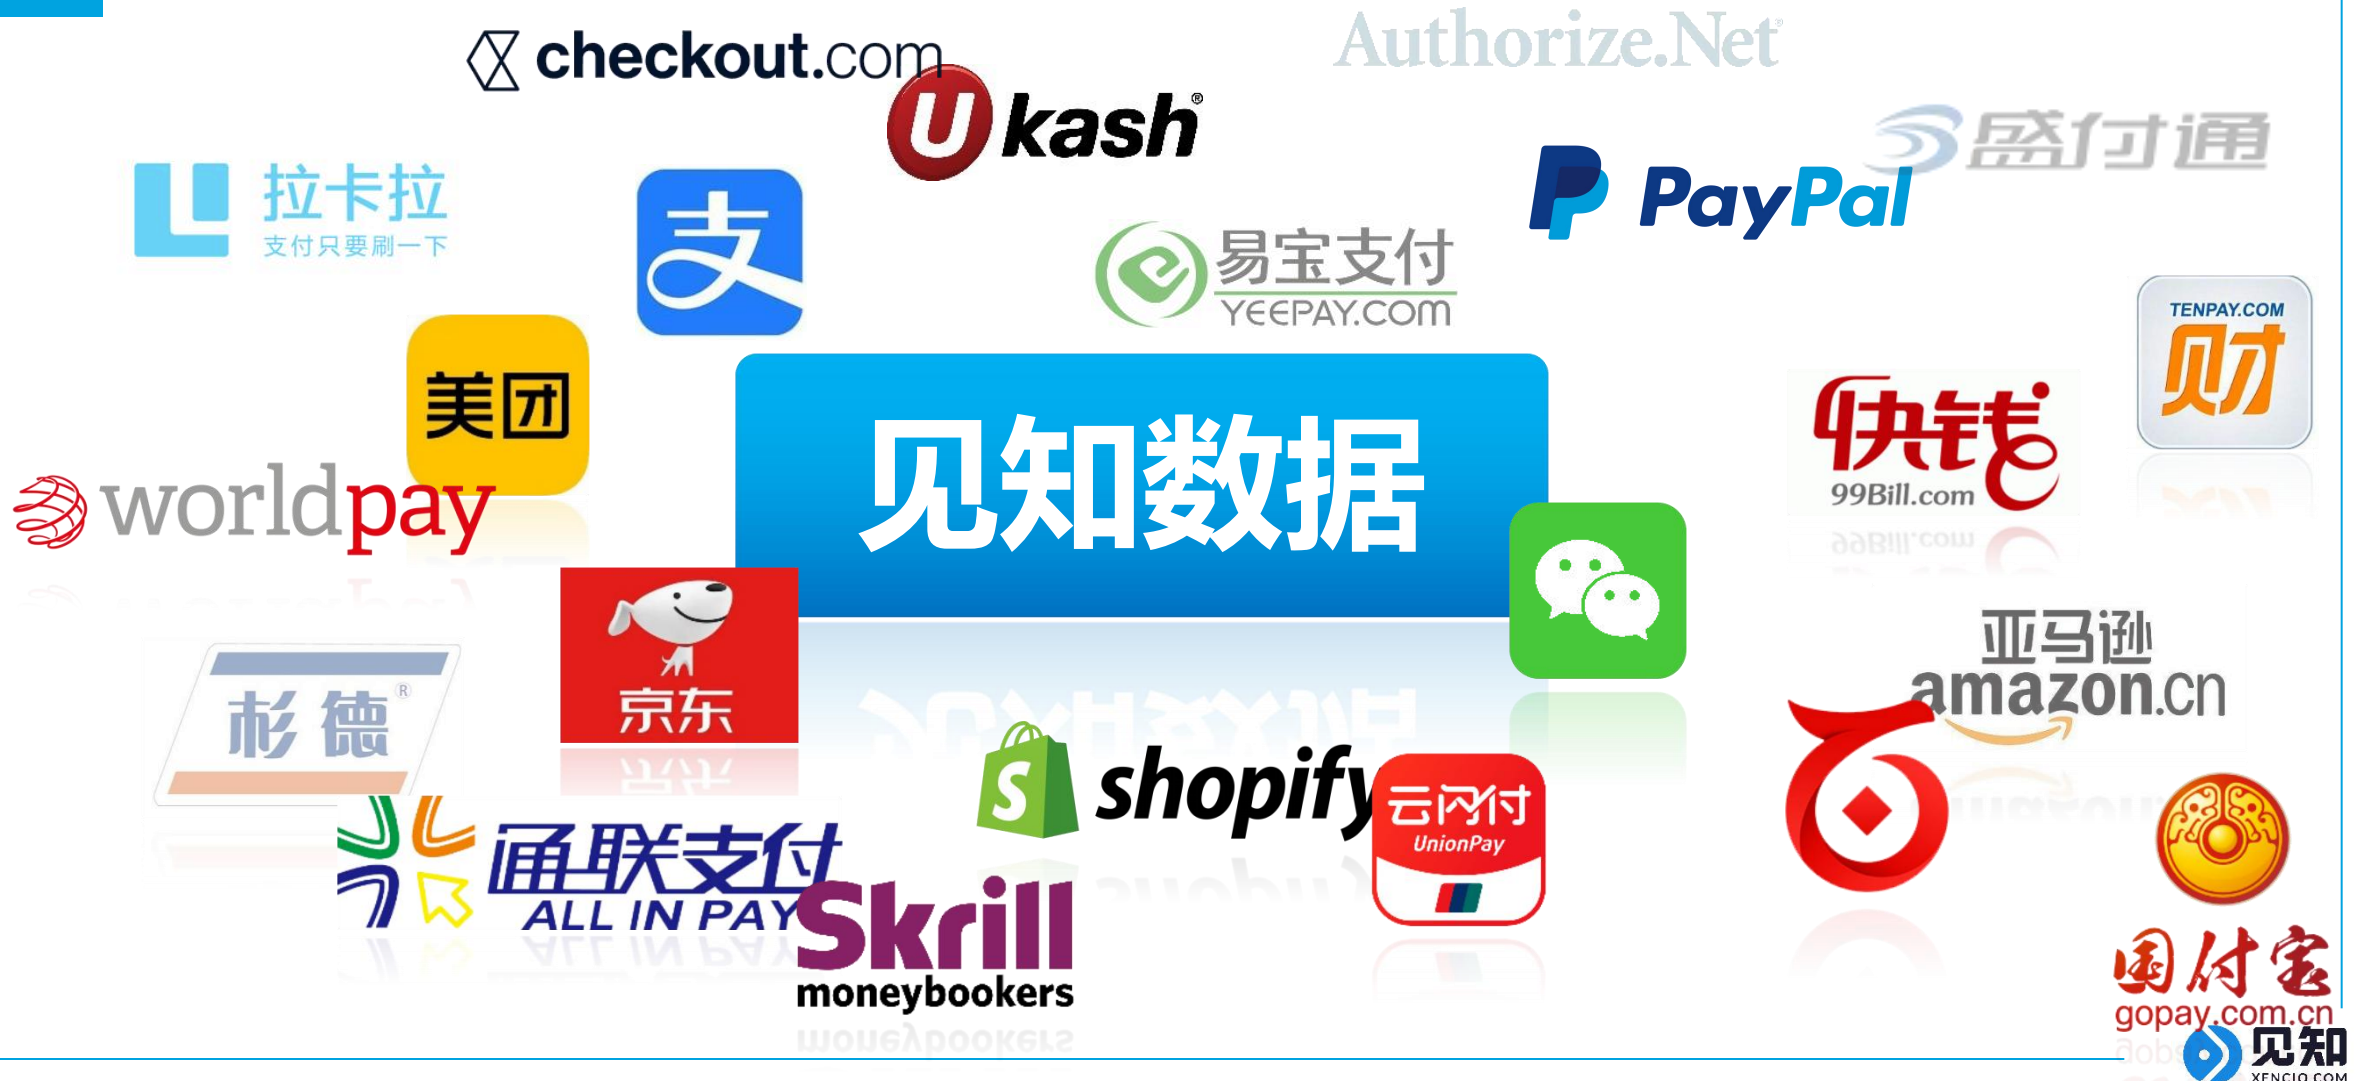 checkout.com
Authorize.Net
Ukash®
盛付通
拉卡拉
支付只要刷一下
支
PayPal
易宝支付
YEEPAY.COM
TENPAY.COM
财
美团
快钱
99Bill.com
见知数据
worldpay
京东
亚马逊
amazon.cn
杉德®
shopify
云闪付
UnionPay
通联支付
ALL IN PAY
Skrill
moneybookers
国付宝
gopay.com.cn
见知
XENCIO.COM